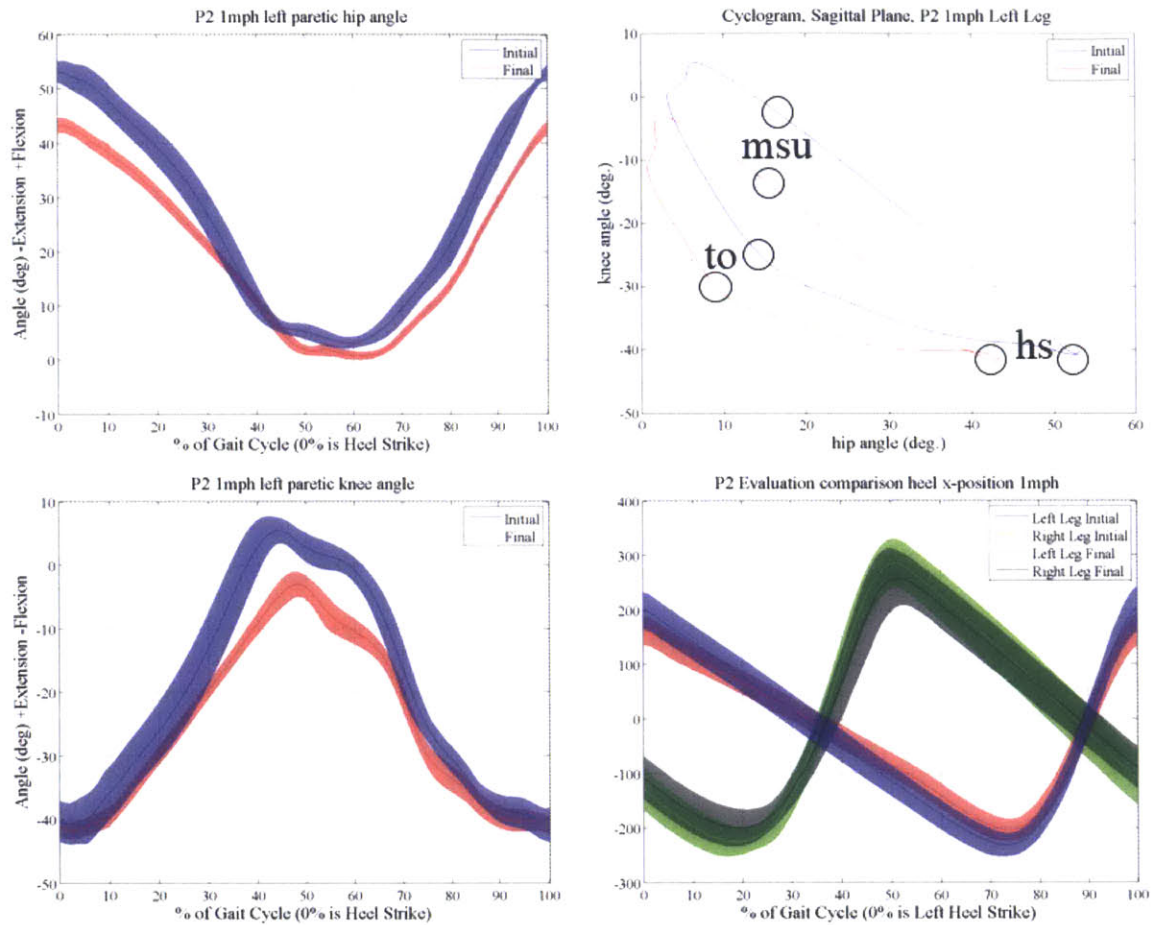 P2 1mph left paretic hip angle
60
50
40
30
20
10
0
-10
Angle (deg) -Extension +Flexion
Initial
Final
0 10 20 30 40 50 60 70 80 90 100
% of Gait Cycle (0% is Heel Strike)
Cyclogram, Sagittal Plane, P2 1mph Left Leg
10
0
-10
-20
-30
-40
-50
knee angle (deg.)
Initial
Final
msu
to
hs
0 10 20 30 40 50 60
hip angle (deg.)
P2 1mph left paretic knee angle
10
0
-10
-20
-30
-40
-50
Angle (deg) +Extension -Flexion
Initial
Final
0 10 20 30 40 50 60 70 80 90 100
% of Gait Cycle (0% is Heel Strike)
P2 Evaluation comparison heel x-position 1mph
400
300
200
100
0
-100
-200
-300
Left Leg Initial
Right Leg Initial
Left Leg Final
Right Leg Final
0 10 20 30 40 50 60 70 80 90 100
% of Gait Cycle (0% is Left Heel Strike)